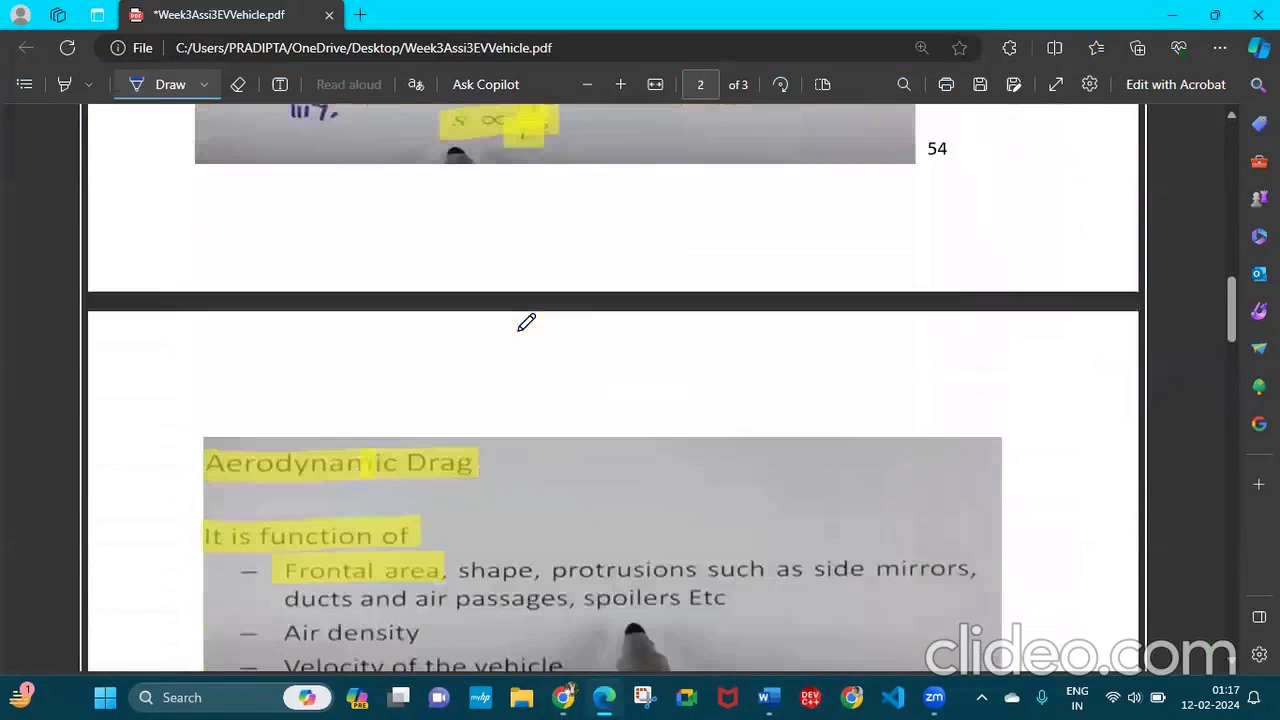 *Week3Assi3EVVehicle.pdf
File C:/Users/PRADIPTA/OneDrive/Desktop/Week3Assi3EVVehicle.pdf
Draw Read aloud Ask Copilot 2 of 3 Edit with Acrobat
54
Aerodynamic Drag
It is function of
– Frontal area, shape, protrusions such as side mirrors,
ducts and air passages, spoilers Etc
– Air density
– Velocity of the vehicle
clideo.com
Search
ENG
IN
01:17
12-02-2024